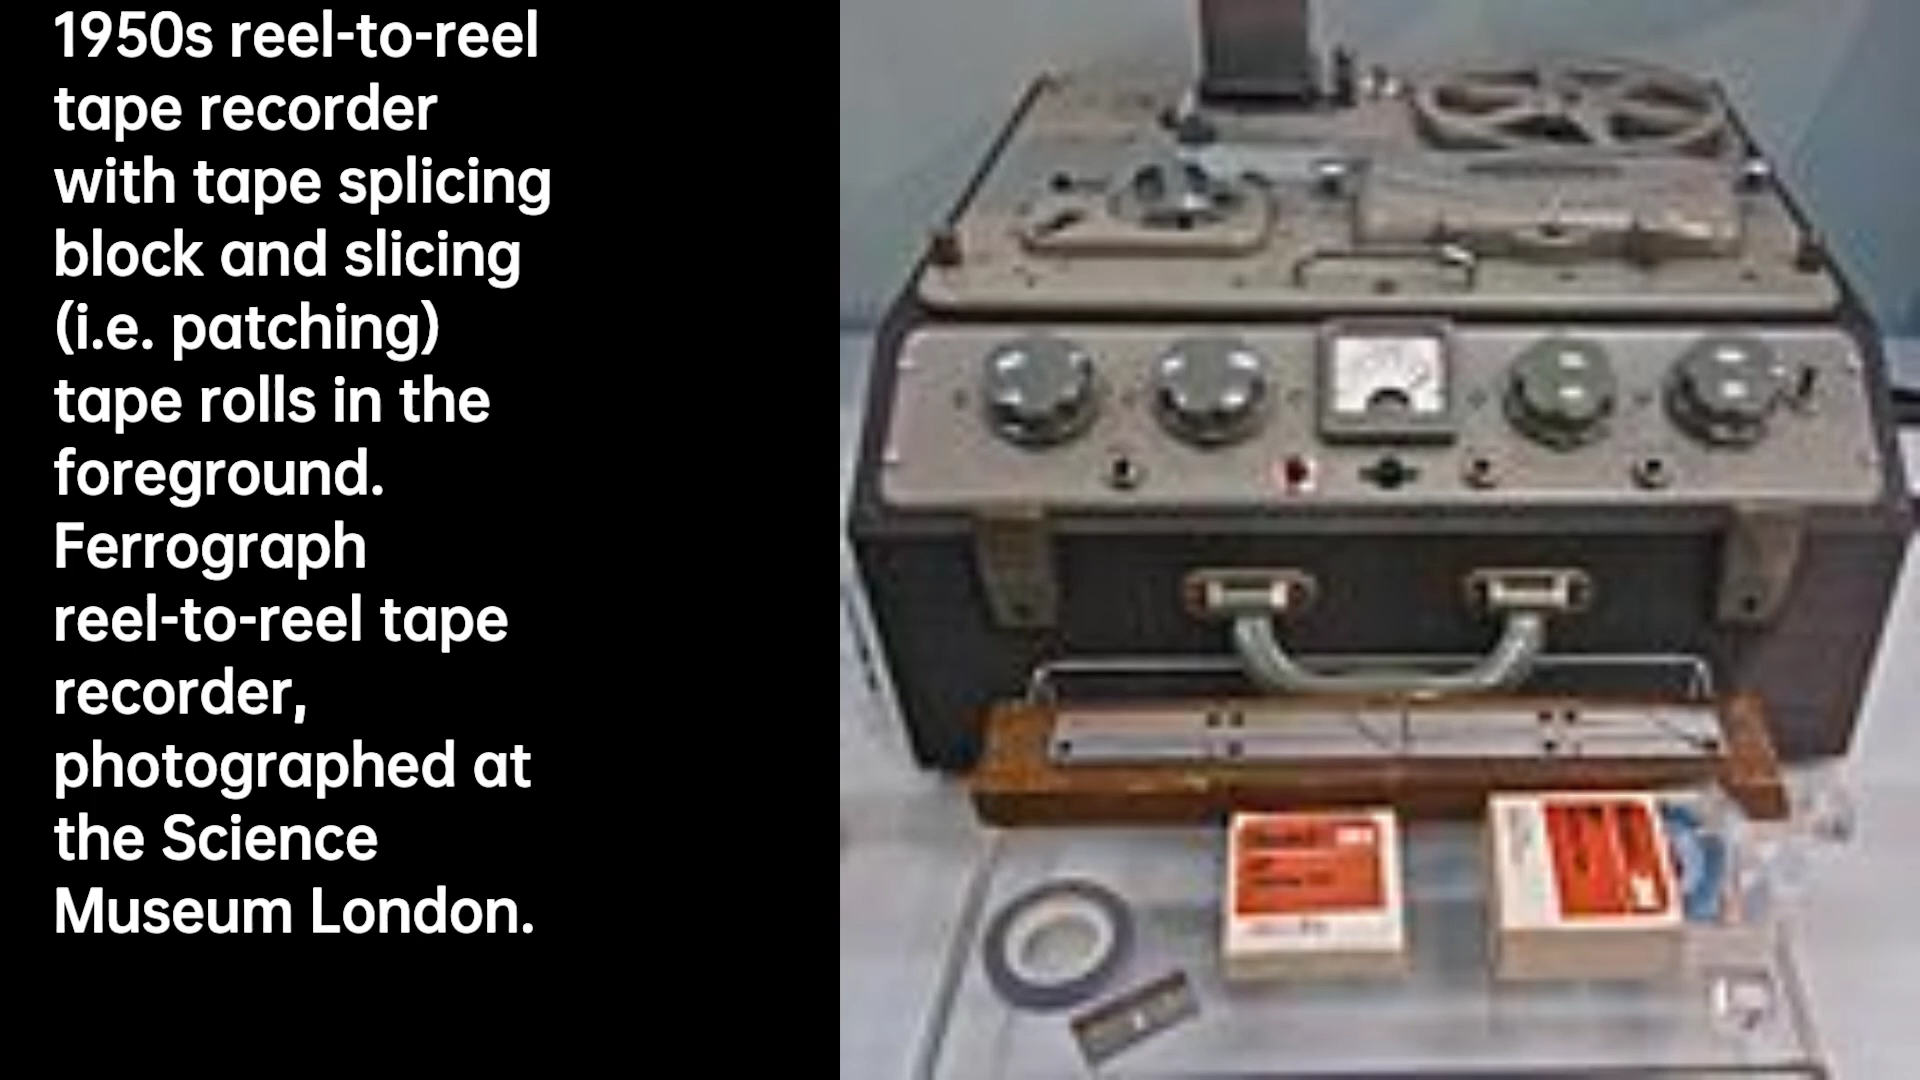 1950s reel-to-reel
tape recorder
with tape splicing
block and slicing
(i.e. patching)
tape rolls in the
foreground.
Ferrograph
reel-to-reel tape
recorder,
photographed at
the Science
Museum London.